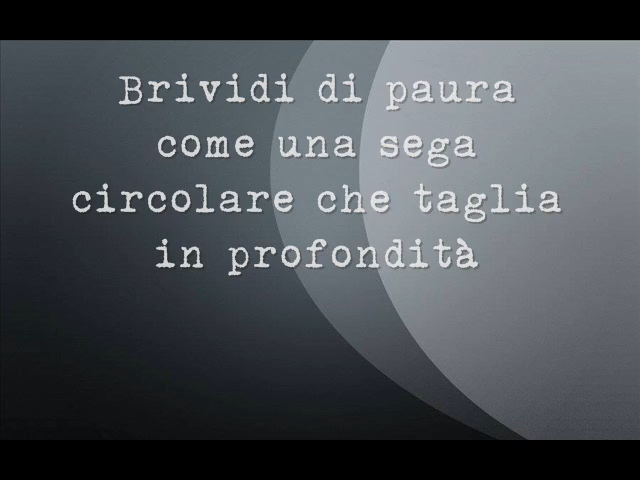 Brividi di paura
come una sega
circolare che taglia
in profondità